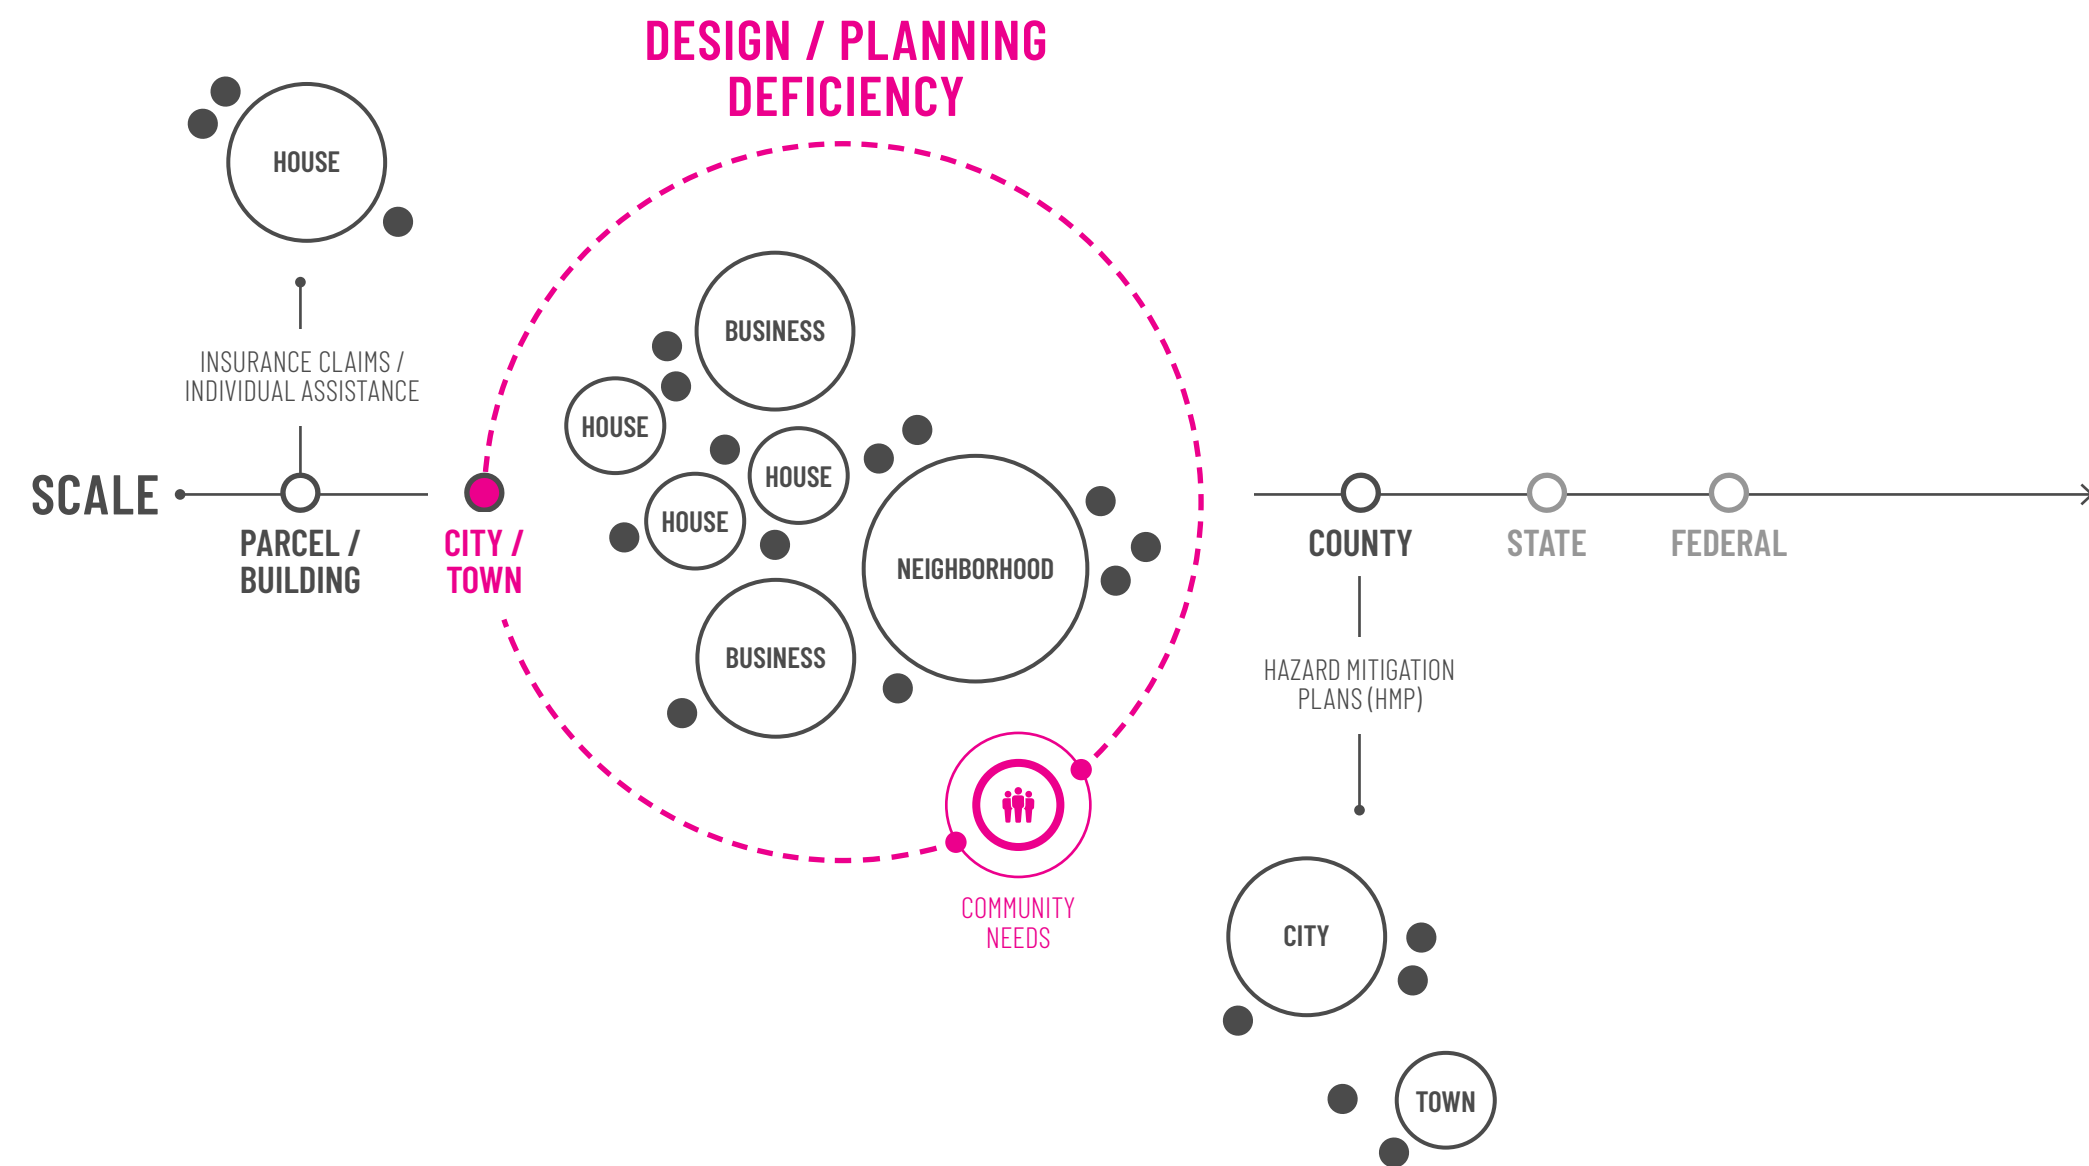 DESIGN / PLANNING
DEFICIENCY
HOUSE
INSURANCE CLAIMS /
INDIVIDUAL ASSISTANCE
SCALE
PARCEL /
BUILDING
CITY /
TOWN
BUSINESS
HOUSE
HOUSE
HOUSE
NEIGHBORHOOD
BUSINESS
COMMUNITY
NEEDS
COUNTY
STATE
FEDERAL
HAZARD MITIGATION
PLANS (HMP)
CITY
TOWN